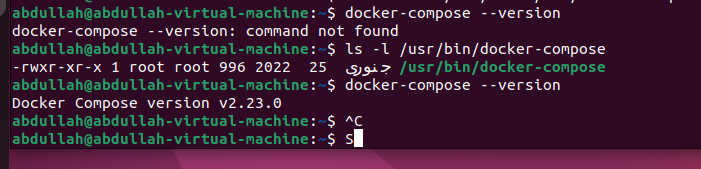 abdullah@abdullah-virtual-machine:~$ docker-compose --version
docker-compose --version: command not found
abdullah@abdullah-virtual-machine:~$ ls -l /usr/bin/docker-compose
-rwxr-xr-x 1 root root 996 2022  25  جنوری /usr/bin/docker-compose
abdullah@abdullah-virtual-machine:~$ docker-compose --version
Docker Compose version v2.23.0
abdullah@abdullah-virtual-machine:~$ ^C
abdullah@abdullah-virtual-machine:~$ S